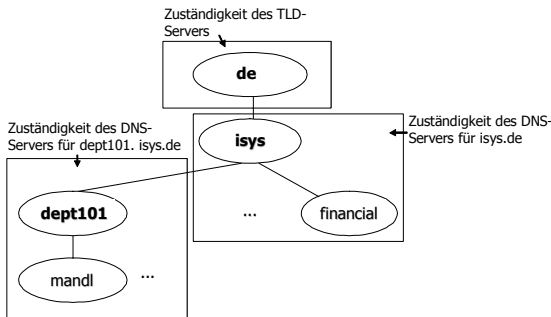 Zuständigkeit des TLD-
Servers
de
Zuständigkeit des DNS-
Servers für isys.de
Zuständigkeit des DNS-
Servers für dept101. isys.de
isys
dept101
...
financial
mandl
...